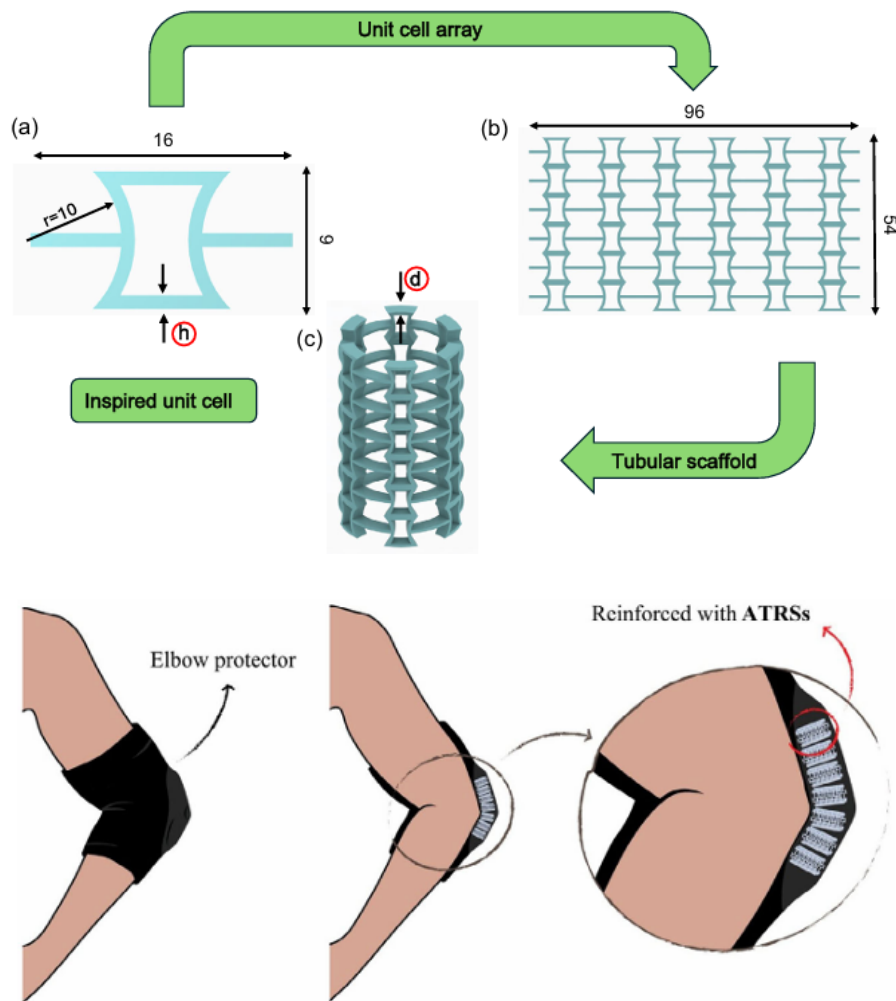 Unit cell array
(a)
16
r=10
9
h
Inspired unit cell
(b)
96
54
(c)
d
Tubular scaffold
Elbow protector
Reinforced with ATRSs